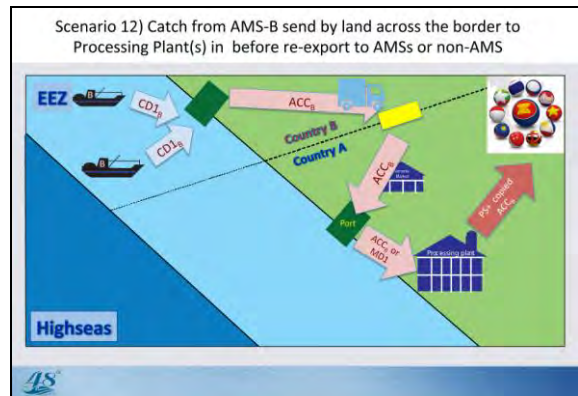 Scenario 12) Catch from AMS-B send by land across the border to
Processing Plant(s) in before re-export to AMSs or non-AMS
EEZ
B
CD1B
ACCB
B
CD1B
Country B
Country A
ACCB
Port
ACCB or
MD1
Processing plant
PS+ copied
ACCB
Highseas
48